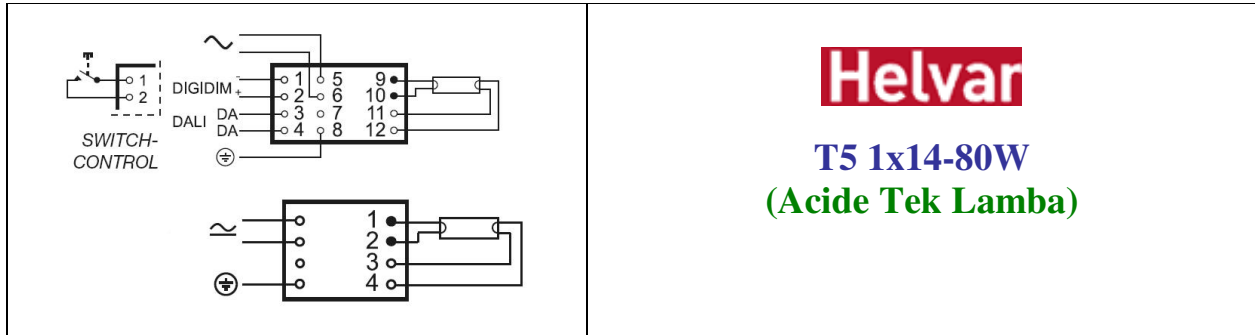 1
2
SWITCH-
CONTROL
DIGIDIM - +
DALI DA
DA
1 5 9
2 6 10
3 7 11
4 8 12
1
2
3
4
Helvar
T5 1x14-80W
(Acide Tek Lamba)